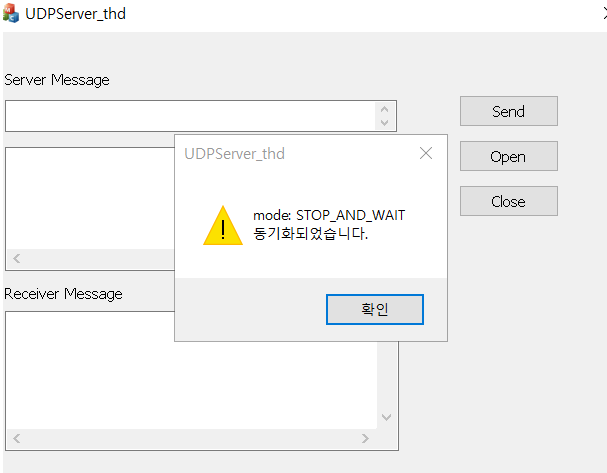 UDPServer_thd
Server Message
Send
UDPServer_thd
Open
mode: STOP_AND_WAIT
동기화되었습니다.
Close
Receiver Message
확인